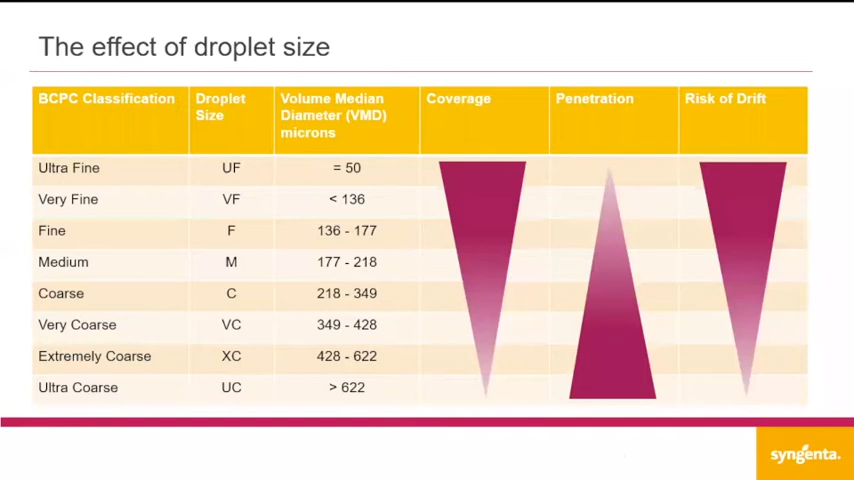 The effect of droplet size
BCPC Classification Droplet Size Volume Median Diameter (VMD) microns Coverage Penetration Risk of Drift
Ultra Fine UF = 50
Very Fine VF < 136
Fine F 136 - 177
Medium M 177 - 218
Coarse C 218 - 349
Very Coarse VC 349 - 428
Extremely Coarse XC 428 - 622
Ultra Coarse UC > 622
syngenta.